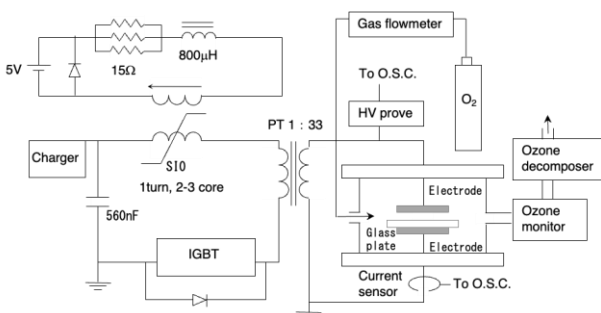 Gas flowmeter
5V
15Ω
800μH
To O.S.C.
O2
HV prove
PT 1 : 33
Charger
SI0
1turn, 2-3 core
560nF
IGBT
Electrode
Glass
plate
Electrode
Ozone
decomposer
Ozone
monitor
Current
sensor
To O.S.C.